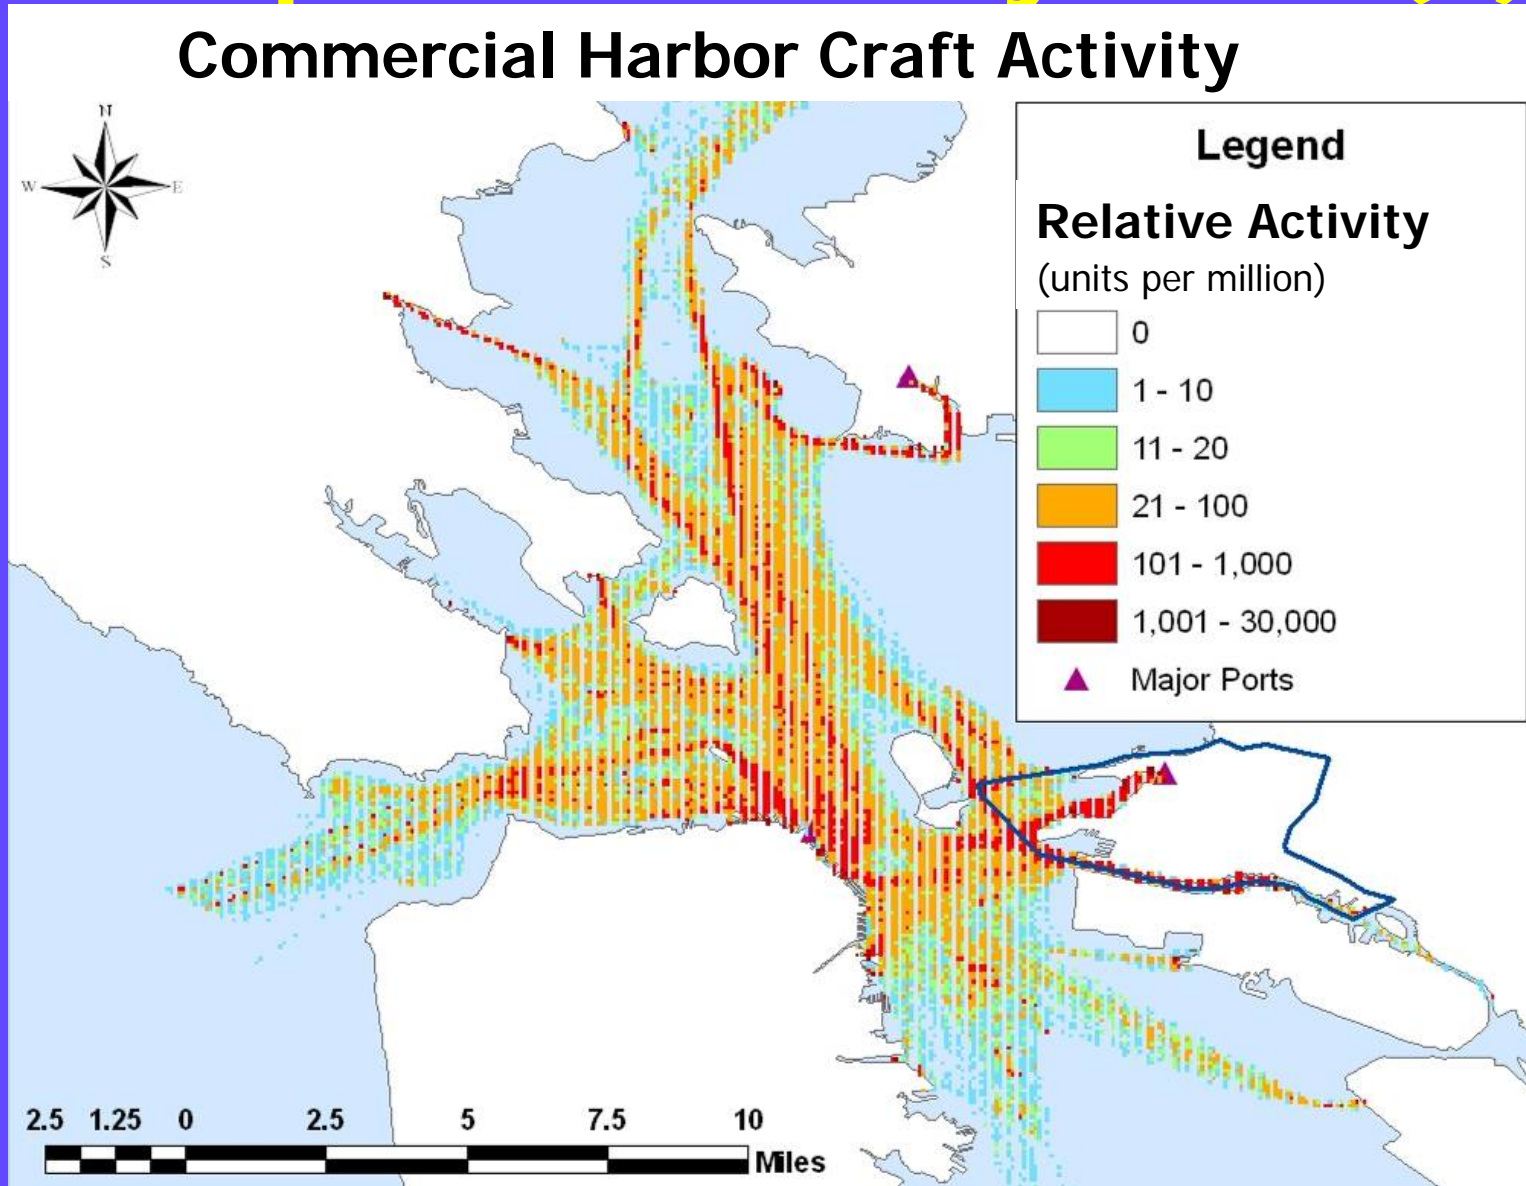 Commercial Harbor Craft Activity
N
W E
S
Legend
Relative Activity
(units per million)
0
1 - 10
11 - 20
21 - 100
101 - 1,000
1,001 - 30,000
Major Ports
2.5 1.25 0 2.5 5 7.5 10
Miles